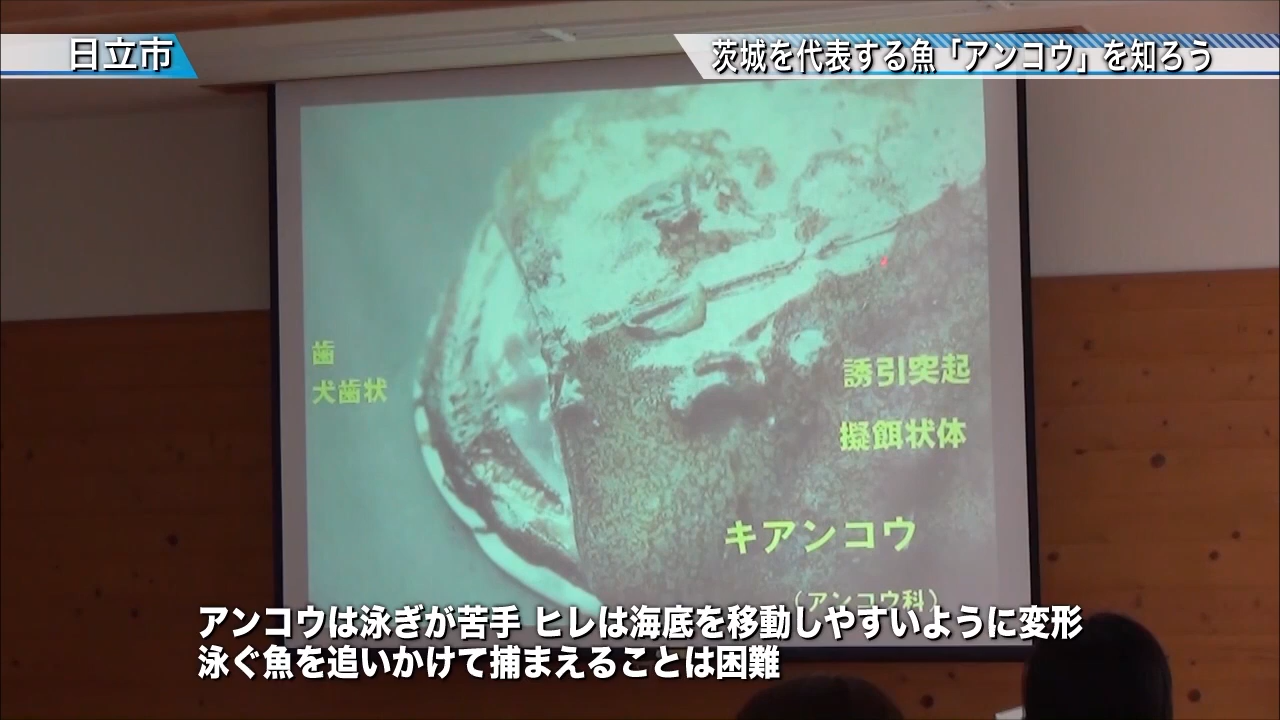 日立市
茨城を代表する魚「アンコウ」を知ろう
歯
犬歯状
誘引突起
擬餌状体
キアンコウ
(アンコウ科)
アンコウは泳ぎが苦手 ヒレは海底を移動しやすいように変形
泳ぐ魚を追いかけて捕まえることは困難